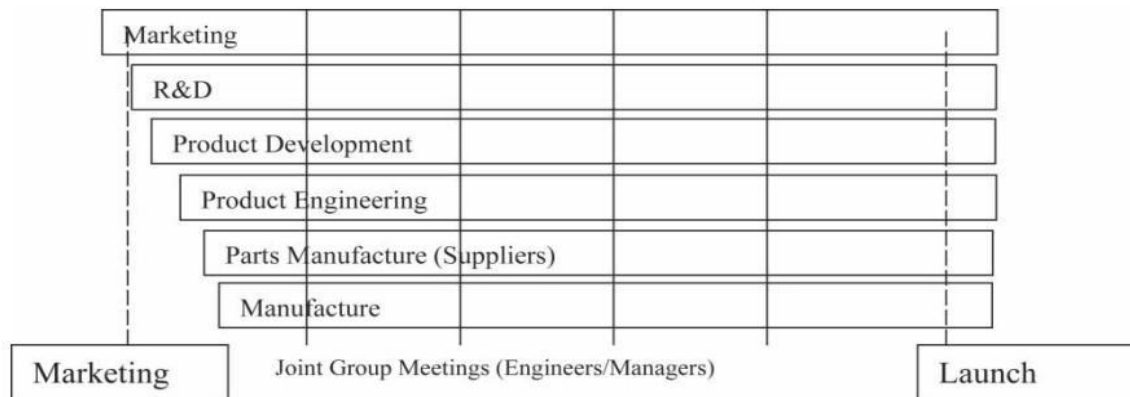 Marketing
R&D
Product Development
Product Engineering
Parts Manufacture (Suppliers)
Manufacture
Marketing
Joint Group Meetings (Engineers/Managers)
Launch